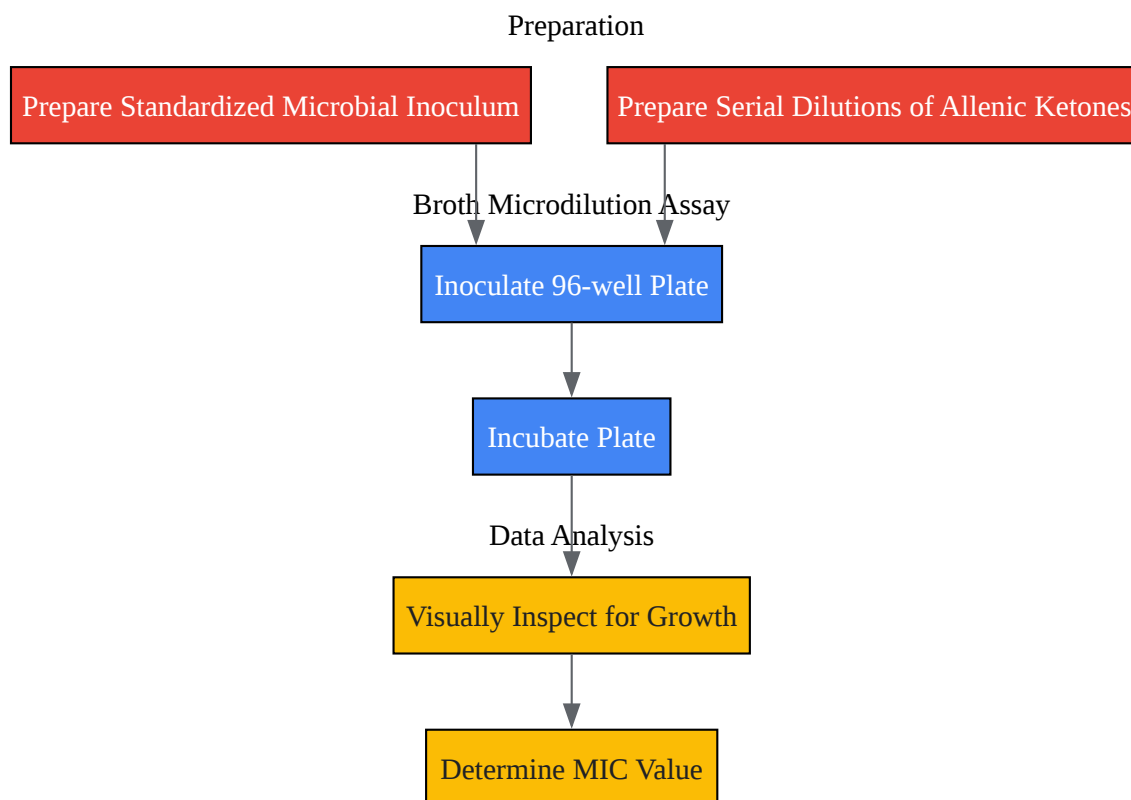 Preparation
Prepare Standardized Microbial Inoculum
Prepare Serial Dilutions of Allenic Ketones
Broth Microdilution Assay
Inoculate 96-well Plate
Incubate Plate
Data Analysis
Visually Inspect for Growth
Determine MIC Value